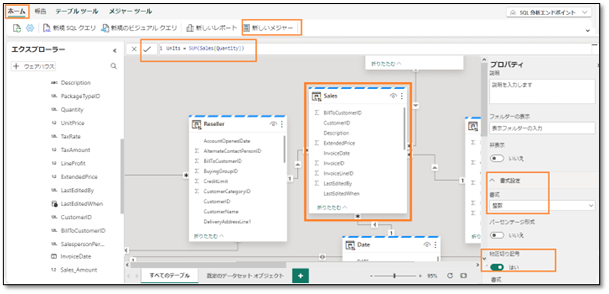 ホーム 報告 テーブル ツール メジャー ツール
SQL 分析エンドポイント
新規 SQL クエリ 新規のビジュアル クエリ 新しいレポート 新しいメジャー
エクスプローラー
1 Units = SUM(Sales[Quantity])
+ ウェアハウス
Description
PackageTypeID
Quantity
UnitPrice
TaxRate
TaxAmount
LineProfit
ExtendedPrice
LastEditedBy
LastEditedWhen
CustomerID
BillToCustomerID
SalespersonPer...
InvoiceDate
Sales_Amount
折りたたむ
折りたたむ
Reseller
AccountOpenedDate
AlternateContactPersonID
BillToCustomerID
BuyingGroupID
CreditLimit
CustomerCategoryID
CustomerID
CustomerName
DeliveryAddressLine1
折りたたむ
Sales
BillToCustomerID
CustomerID
Description
ExtendedPrice
InvoiceDate
InvoiceID
InvoiceLineID
LastEditedBy
LastEditedWhen
折りたたむ
1
1
1
Date
すべてのテーブル 既定のデータセット オブジェクト +
95%
プロパティ
説明
説明を入力します
フォルダーの表示
表示フォルダーの入力
非表示
いいえ
書式設定
書式
整数
パーセンテージ形式
いいえ
桁区切り記号
はい